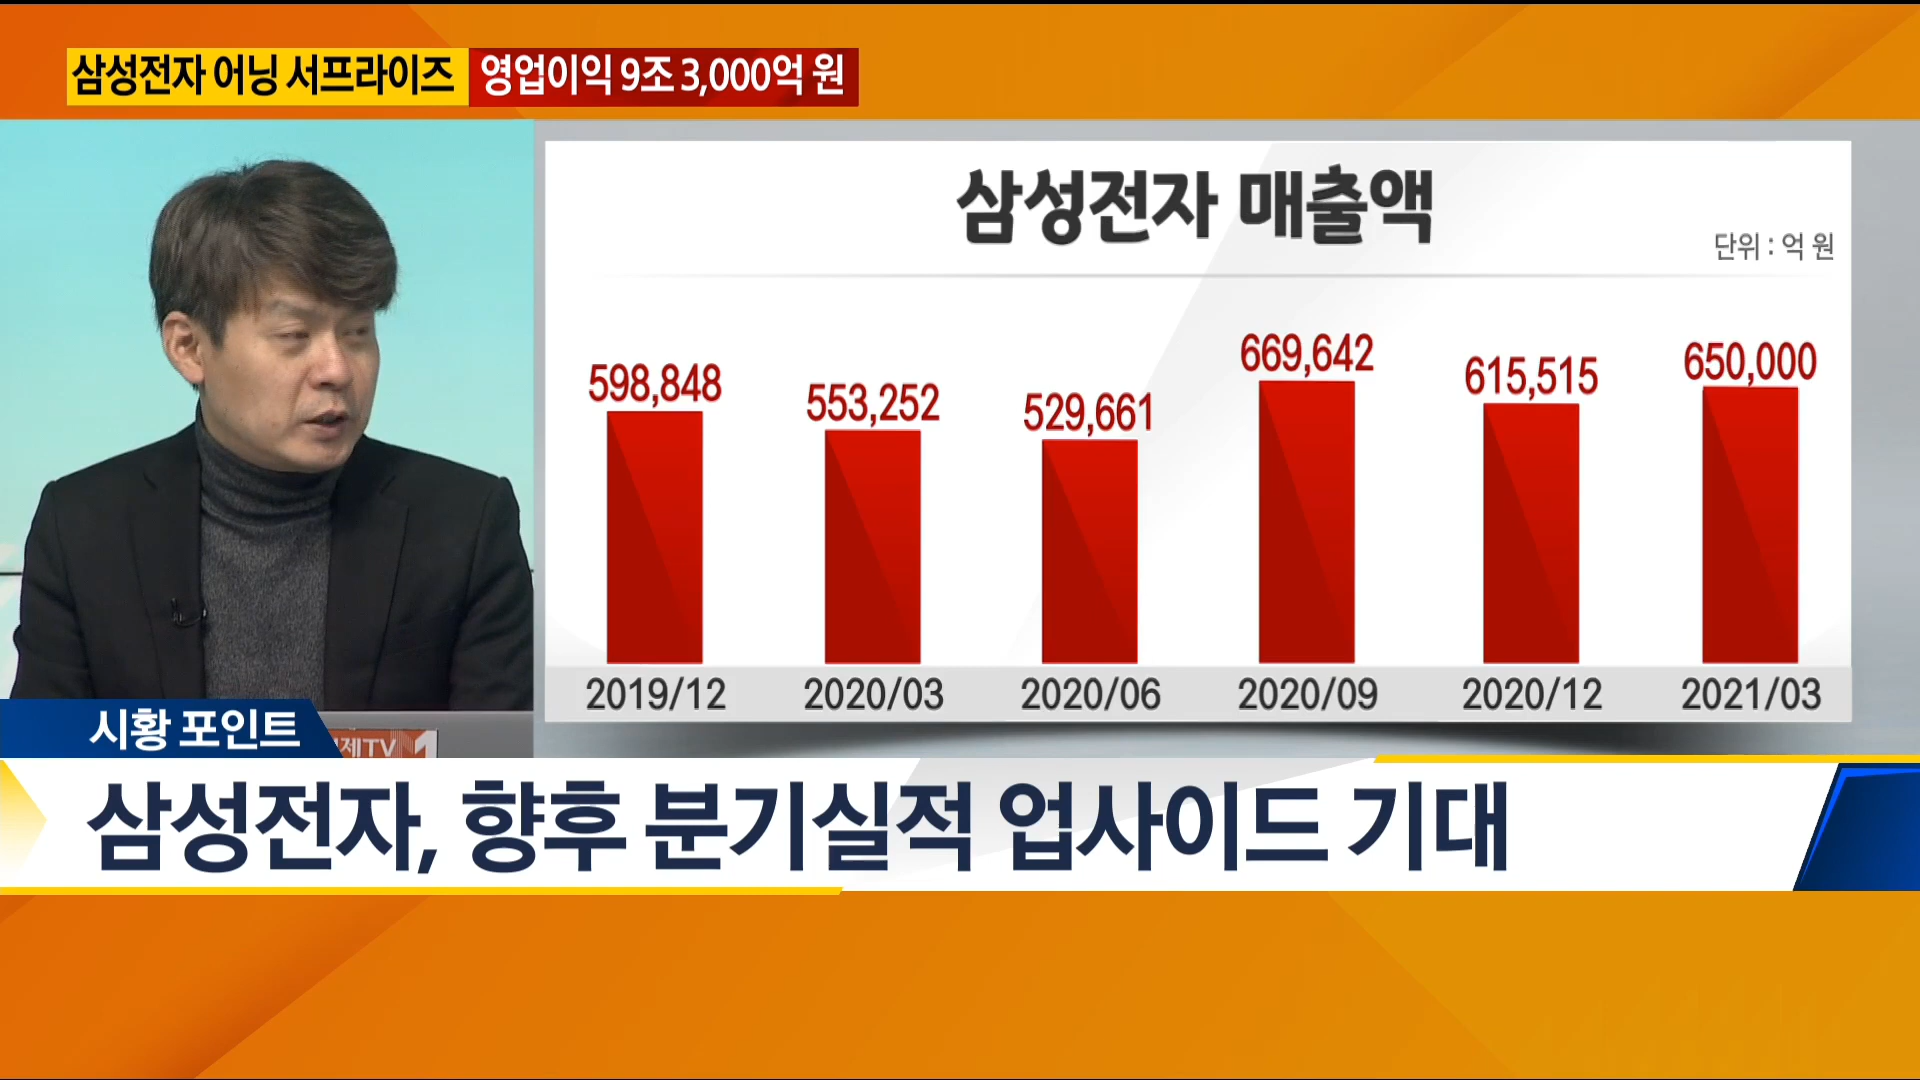 삼성전자 어닝 서프라이즈 영업이익 9조 3,000억 원
삼성전자 매출액
단위 : 억 원
598,848 553,252 529,661 669,642 615,515 650,000
2019/12 2020/03 2020/06 2020/09 2020/12 2021/03
시황 포인트
제TV
삼성전자, 향후 분기실적 업사이드 기대